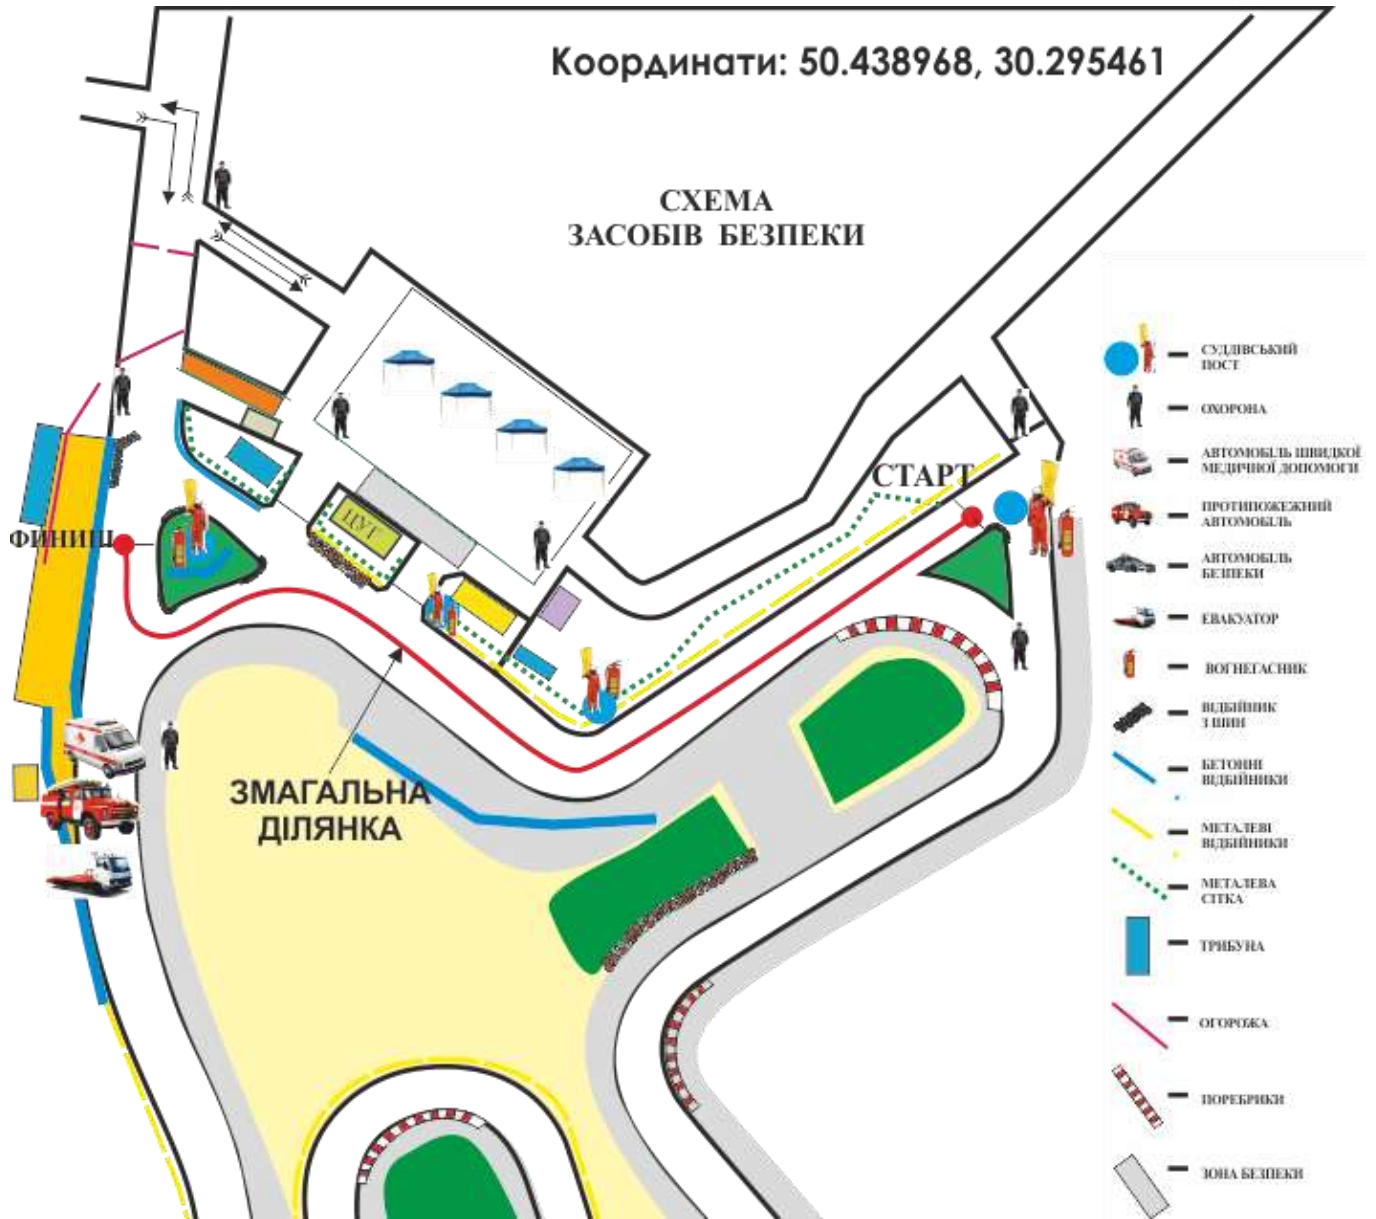 Координати: 50.438968, 30.295461
СХЕМА
ЗАСОБІВ БЕЗПЕКИ
СТАРТ
ФИНИШ
ЦУГ
ЗМАГАЛЬНА
ДІЛЯНКА
СУДДІВСЬКИЙ
ПОСТ
ОХОРОНА
АВТОМОБІЛЬ ШВИДКОЇ
МЕДИЧНОЇ ДОПОМОГИ
ПРОТИПОЖЕЖНИЙ
АВТОМОБІЛЬ
АВТОМОБІЛЬ
БЕЗПЕКИ
ЕВАКУАТОР
ВОГНЕГАСНИК
ВІДБІЙНИК
З ШИН
БЕТОННІ
ВІДБІЙНИКИ
МЕТАЛЕВІ
ВІДБІЙНИКИ
МЕТАЛЕВА
СІТКА
ТРИБУНА
ОГОРОЖА
ПОРЕБРИКИ
ЗОНА БЕЗПЕКИ